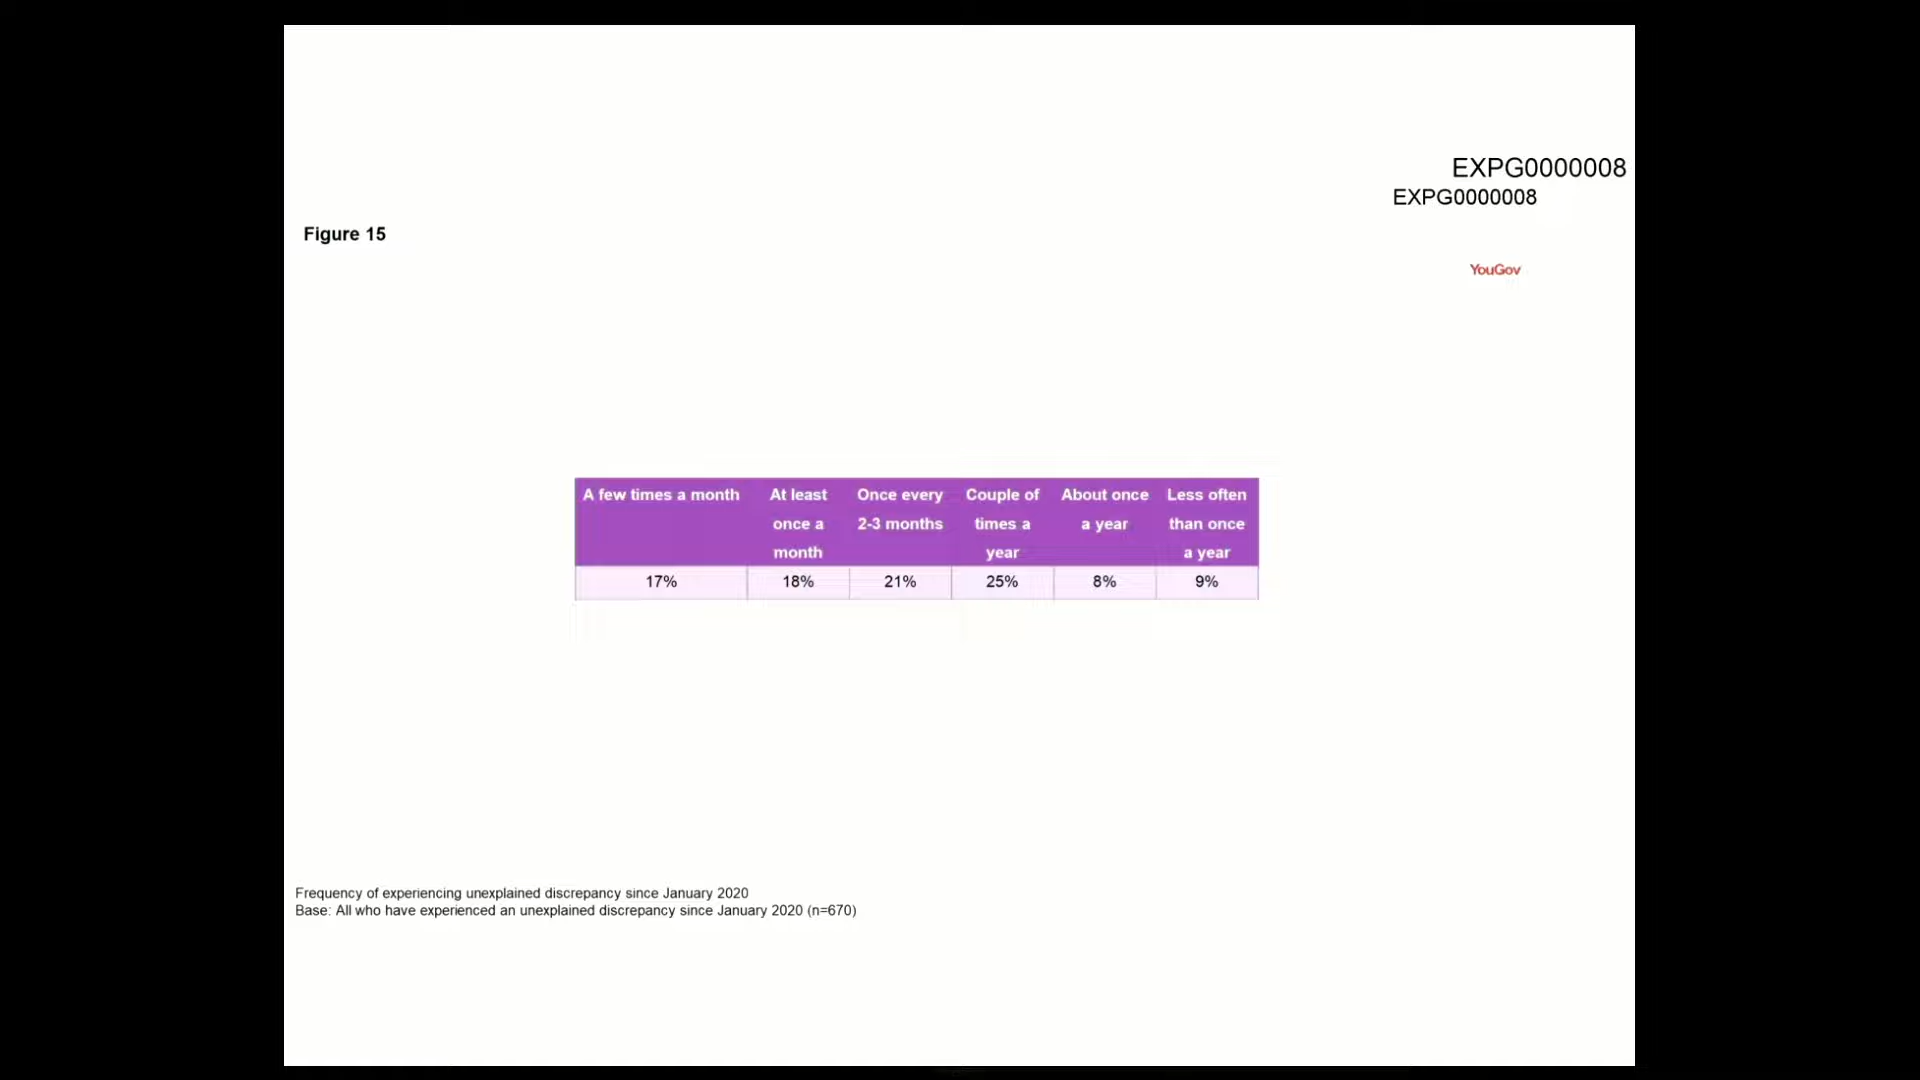 EXPG0000008
EXPG0000008
Figure 15
YouGov
A few times a month At least once a month Once every 2-3 months Couple of times a year About once a year Less often than once a year
17% 18% 21% 25% 8% 9%
Frequency of experiencing unexplained discrepancy since January 2020
Base: All who have experienced an unexplained discrepancy since January 2020 (n=670)